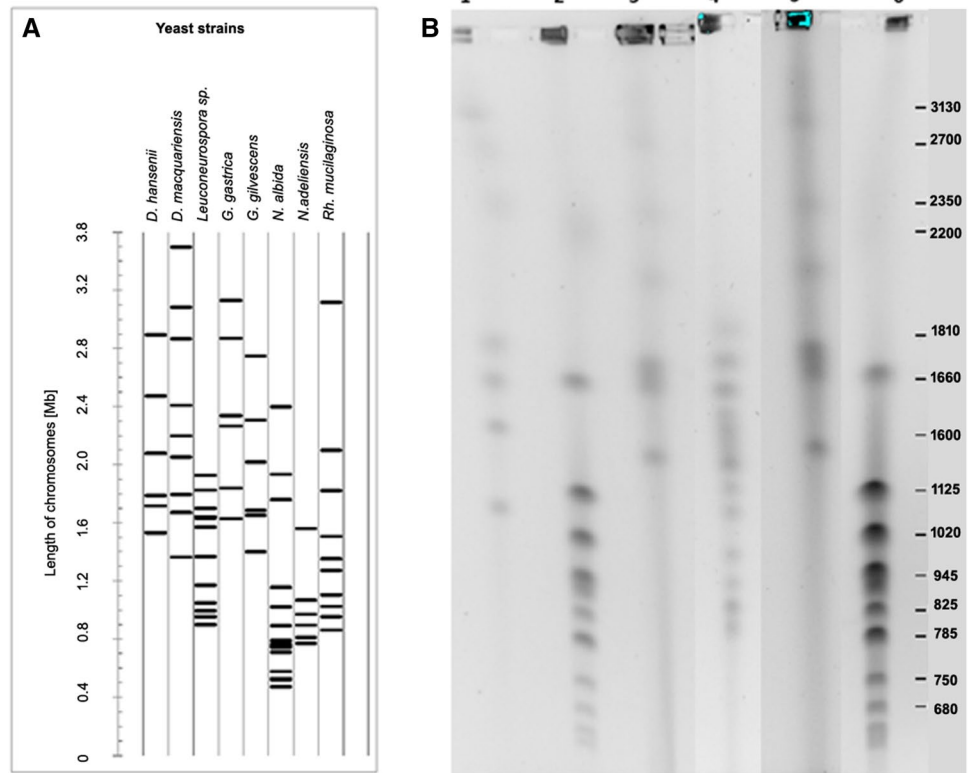 A
Yeast strains
D. hansenii
D. macquariensis
Leuconeurospora sp.
G. gastrica
G. gilvescens
N. albida
N.adeliensis
Rh. mucilaginosa
Length of chromosomes [Mb]
3.8
3.2
2.8
2.4
2.0
1.6
1.2
0.8
0.4
0
B
3130
2700
2350
2200
1810
1660
1600
1125
1020
945
825
785
750
680